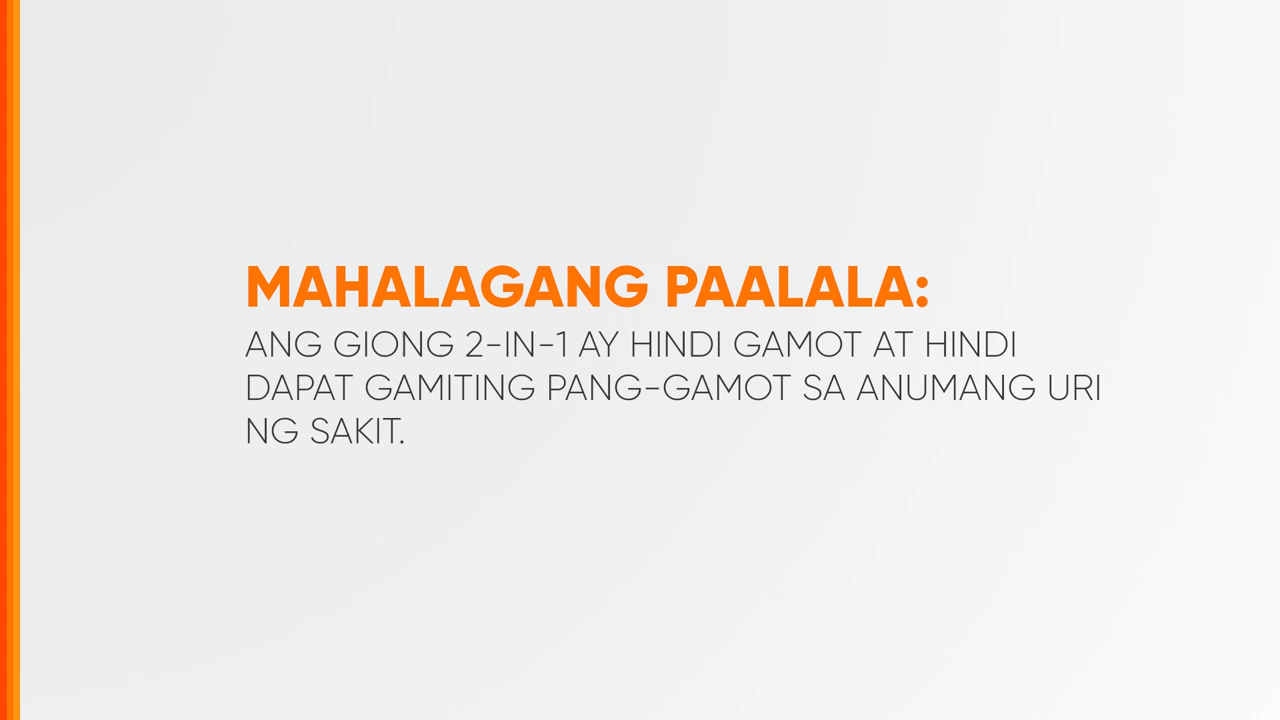 MAHALAGANG PAALALA:
ANG GIONG 2-IN-1 AY HINDI GAMOT AT HINDI
DAPAT GAMITING PANG-GAMOT SA ANUMANG URI
NG SAKIT.